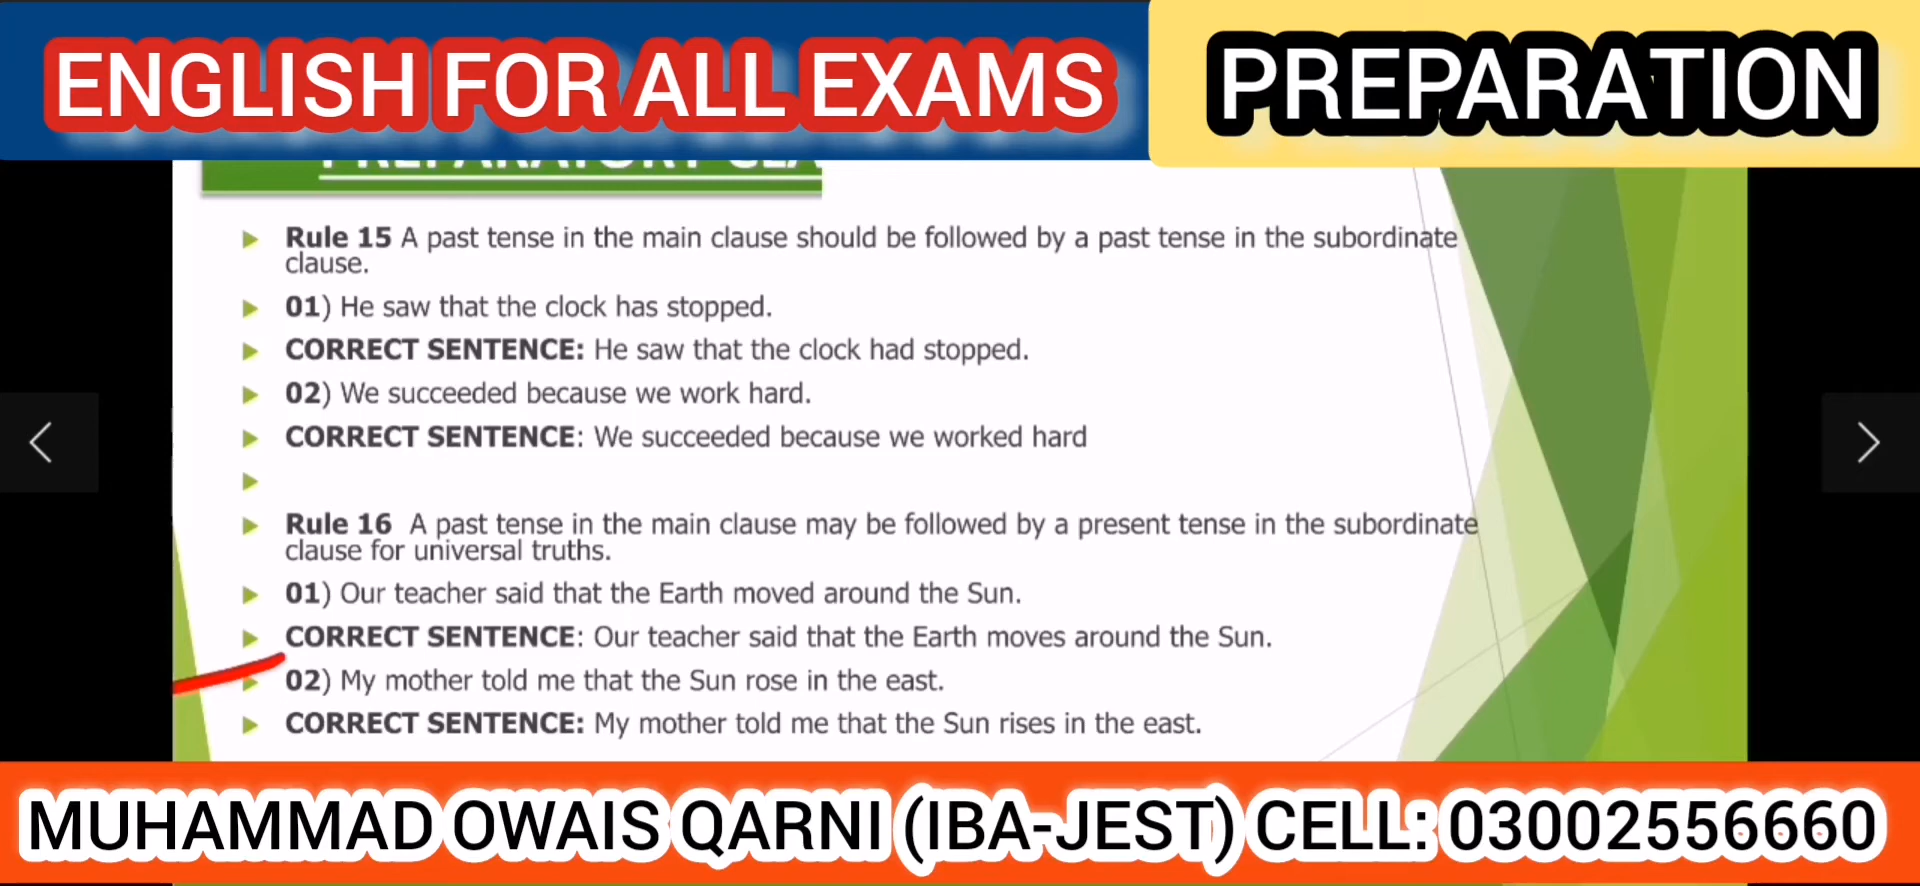 ENGLISH FOR ALL EXAMS
PREPARATION
PREPARATORY CLA
Rule 15 A past tense in the main clause should be followed by a past tense in the subordinate
clause.
01) He saw that the clock has stopped.
CORRECT SENTENCE: He saw that the clock had stopped.
02) We succeeded because we work hard.
CORRECT SENTENCE: We succeeded because we worked hard
Rule 16 A past tense in the main clause may be followed by a present tense in the subordinate
clause for universal truths.
01) Our teacher said that the Earth moved around the Sun.
CORRECT SENTENCE: Our teacher said that the Earth moves around the Sun.
02) My mother told me that the Sun rose in the east.
CORRECT SENTENCE: My mother told me that the Sun rises in the east.
MUHAMMAD OWAIS QARNI (IBA-JEST) CELL: 03002556660